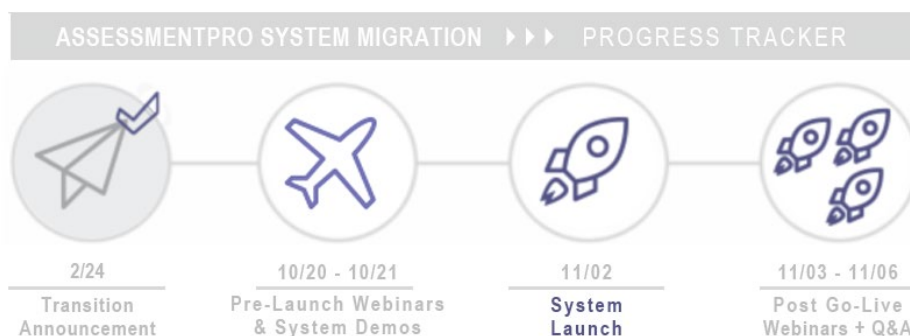 ASSESSMENTPRO SYSTEM MIGRATION PROGRESS TRACKER
2/24
Transition
Announcement
10/20 - 10/21
Pre-Launch Webinars
& System Demos
11/02
System
Launch
11/03 - 11/06
Post Go-Live
Webinars + Q&A